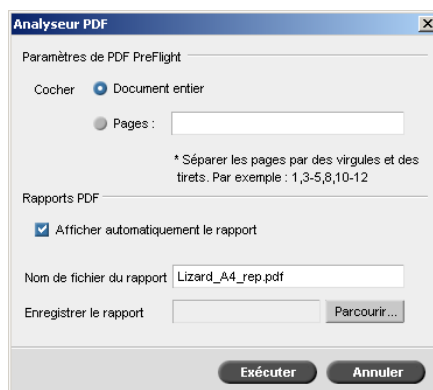 Analyseur PDF
Paramètres de PDF PreFlight
Cocher Document entier
Pages :
* Séparer les pages par des virgules et des
tirets. Par exemple : 1,3-5,8,10-12
Rapports PDF
Afficher automatiquement le rapport
Nom de fichier du rapport Lizard_A4_rep.pdf
Enregistrer le rapport Parcourir...
Exécuter Annuler